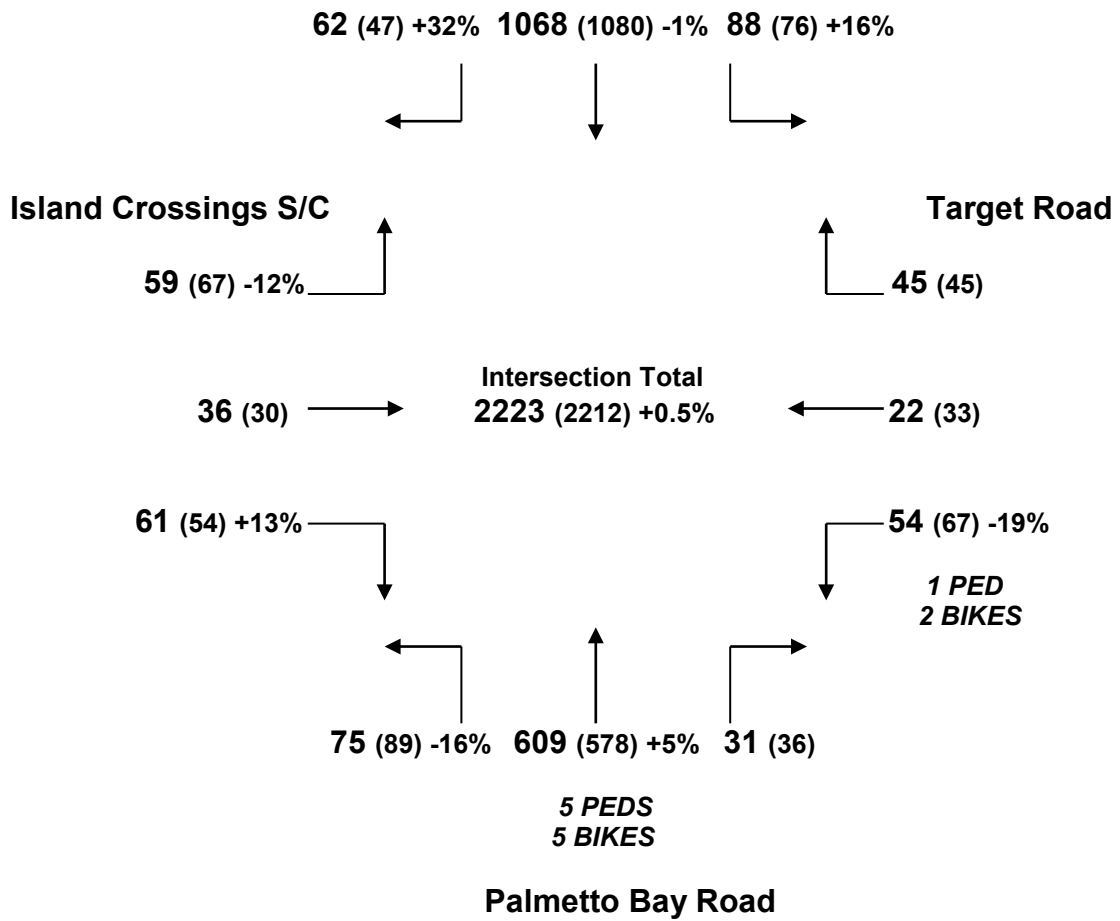 62 (47) +32% 1068 (1080) -1% 88 (76) +16%
Island Crossings S/C
Target Road
59 (67) -12%
45 (45)
Intersection Total
36 (30)
2223 (2212) +0.5%
22 (33)
61 (54) +13%
54 (67) -19%
1 PED
2 BIKES
75 (89) -16% 609 (578) +5% 31 (36)
5 PEDS
5 BIKES
Palmetto Bay Road